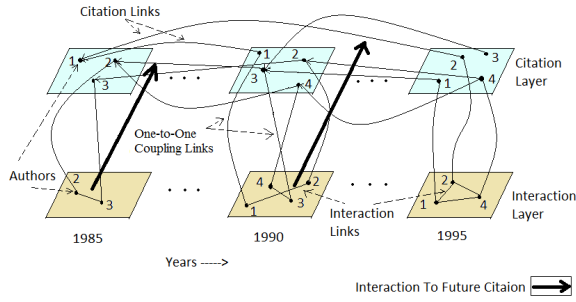 Citation Links
1 2 3
1 2 3 4
3 2 1 4
Citation
Layer
One-to-One
Coupling Links
Authors
2 3
4 2 1 3
2 1 4
Interaction
Links
Interaction
Layer
1985
1990
1995
Years ----->
Interaction To Future Citaion